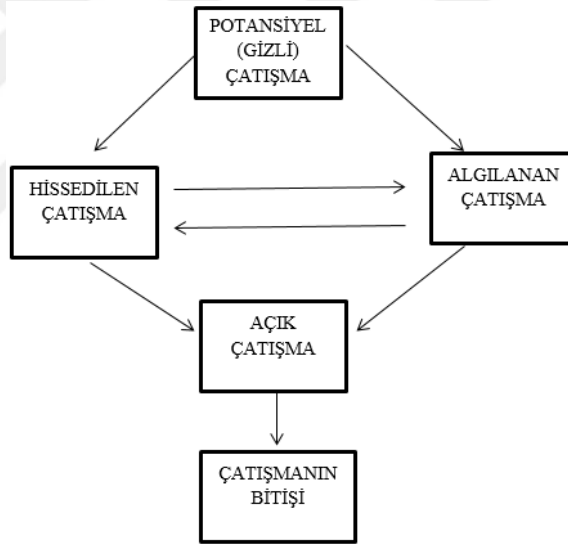 POTANSİYEL
(GİZLİ)
ÇATIŞMA
HİSSEDİLEN
ÇATIŞMA
ALGILANAN
ÇATIŞMA
AÇIK
ÇATIŞMA
ÇATIŞMANIN
BİTİŞİ